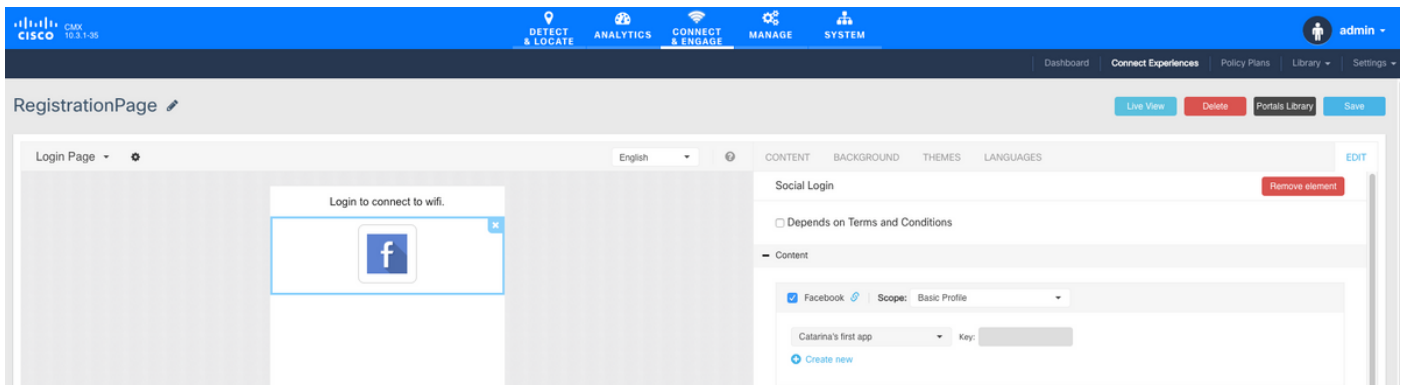 CISCO CMX 10.3.1-35
DETECT & LOCATE
ANALYTICS
CONNECT & ENGAGE
MANAGE
SYSTEM
admin
Dashboard Connect Experiences Policy Plans Library Settings
RegistrationPage
Live View Delete Portals Library Save
Login Page English CONTENT BACKGROUND THEMES LANGUAGES EDIT
Social Login Remove element
Login to connect to wifi.
Depends on Terms and Conditions
f
Content
Facebook Scope: Basic Profile
Catarina's first app Key:
Create new